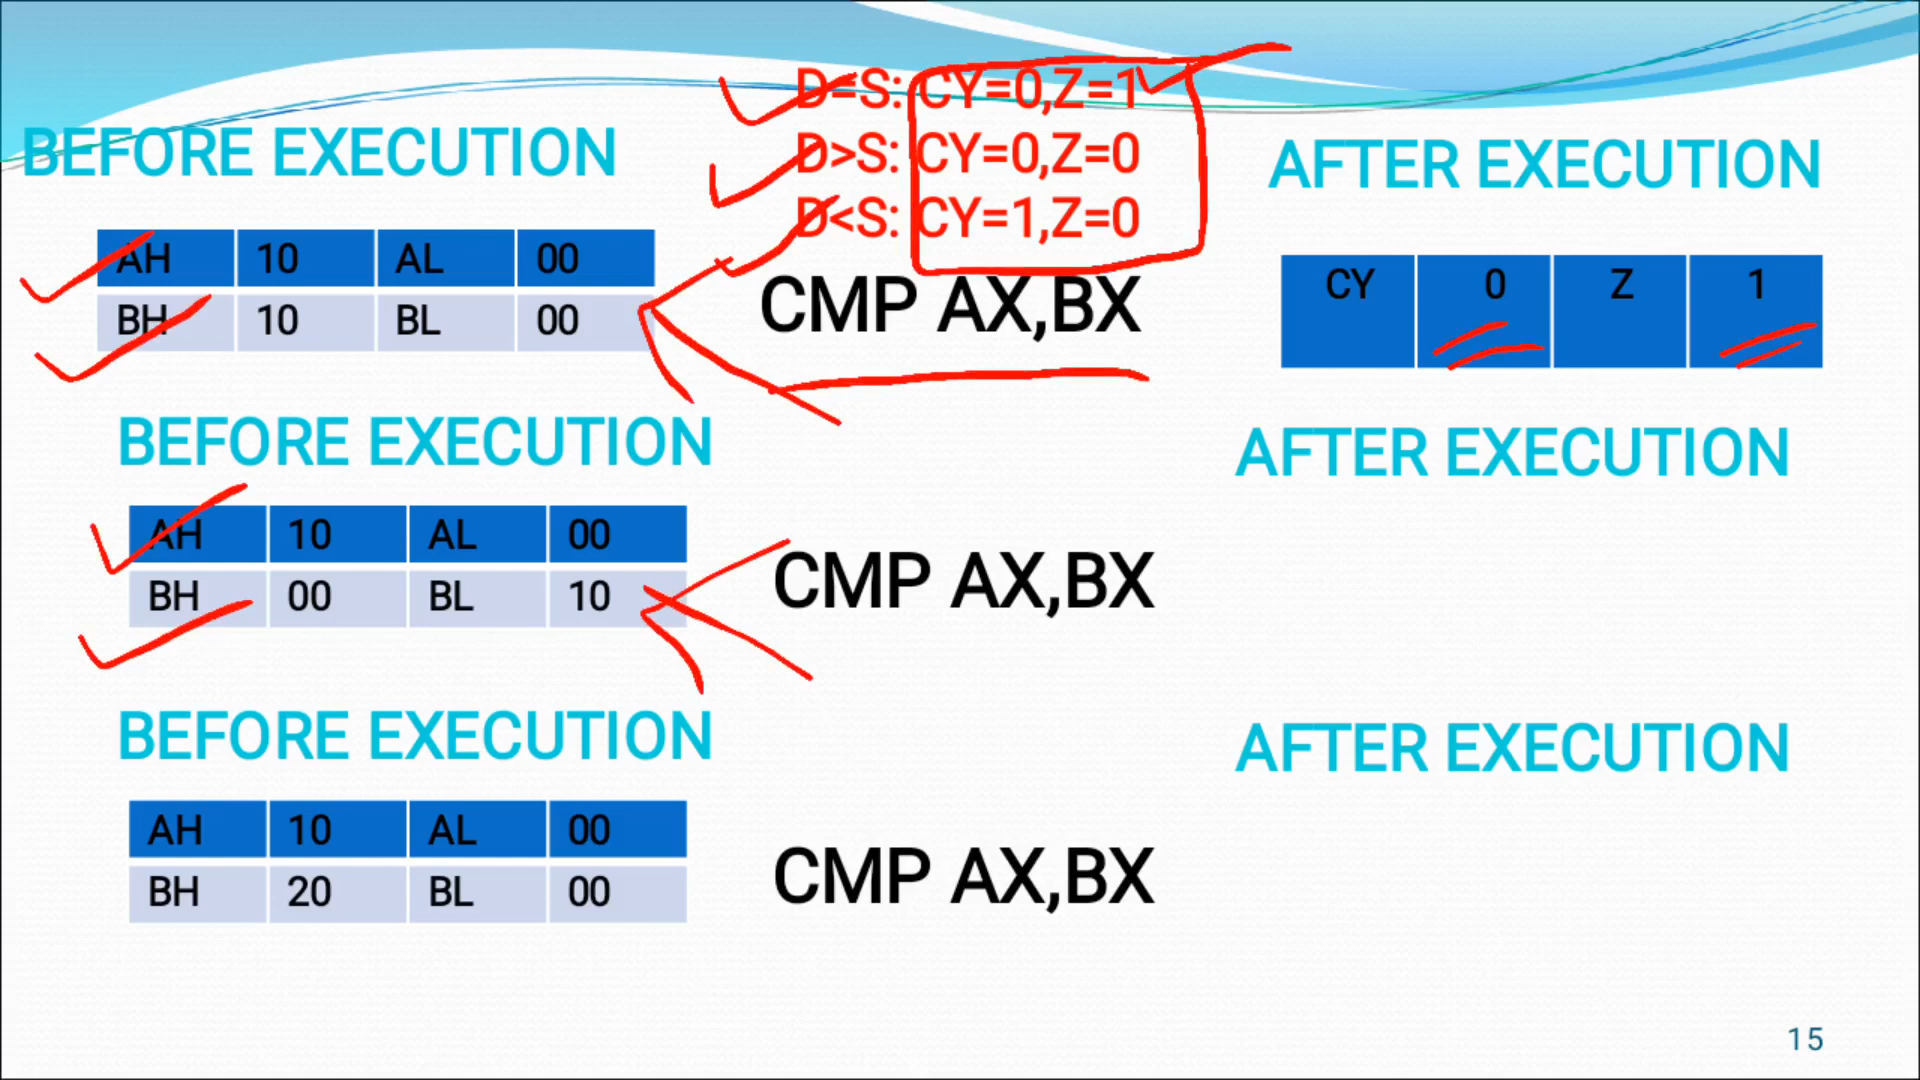 D=S: CY=0,Z=1
D>S: CY=0,Z=0
D<S: CY=1,Z=0
BEFORE EXECUTION
AFTER EXECUTION
AH 10 AL 00
BH 10 BL 00
CMP AX,BX
CY 0 Z 1
BEFORE EXECUTION
AFTER EXECUTION
AH 10 AL 00
BH 00 BL 10
CMP AX,BX
BEFORE EXECUTION
AFTER EXECUTION
AH 10 AL 00
BH 20 BL 00
CMP AX,BX
15